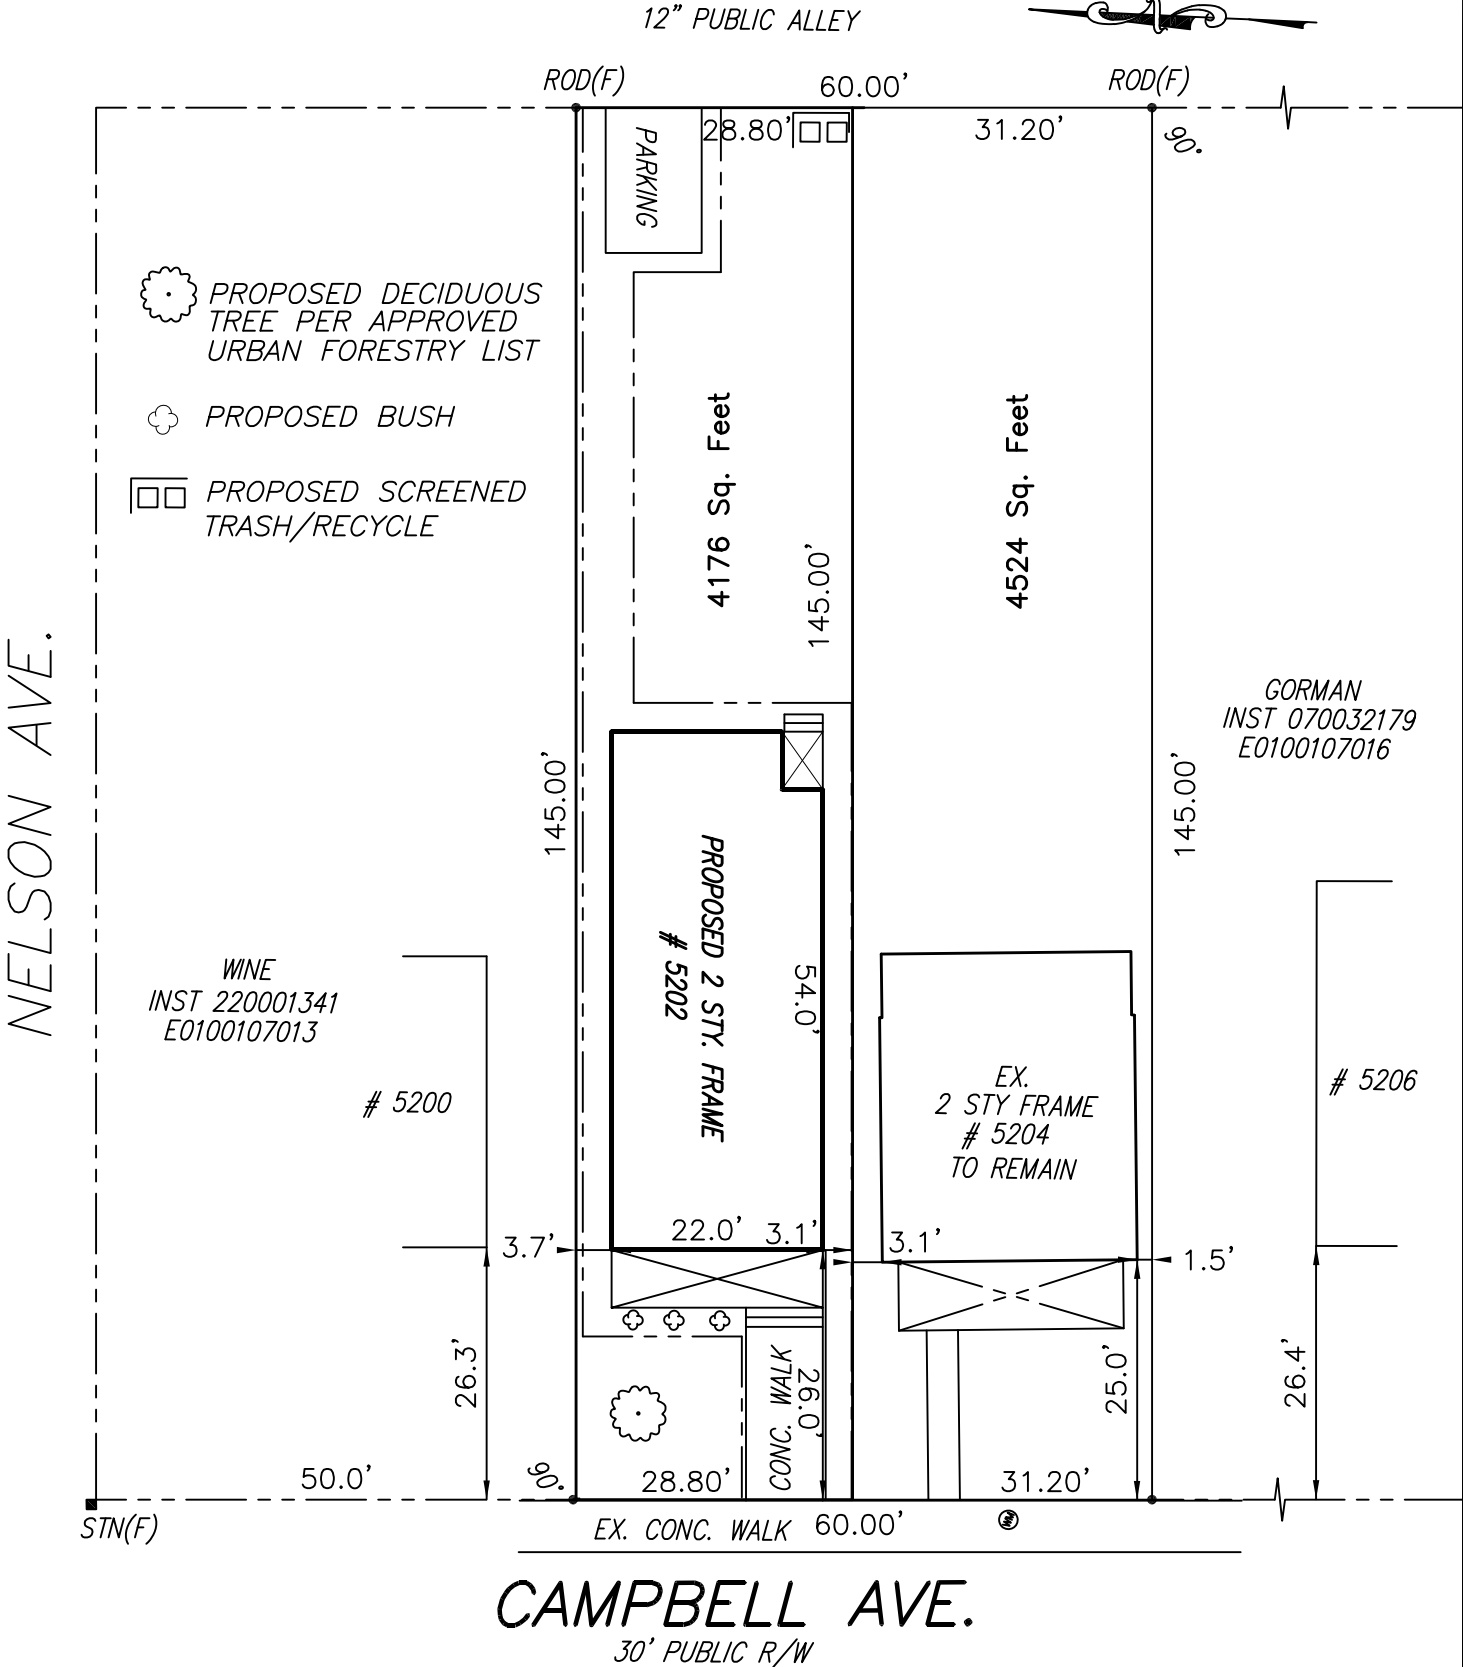 12” PUBLIC ALLEY
ROD(F)
60.00’
ROD(F)
28.80’
31.20’
90°
PARKING
PROPOSED DECIDUOUS
TREE PER APPROVED
URBAN FORESTRY LIST
PROPOSED BUSH
PROPOSED SCREENED
TRASH/RECYCLE
4176 Sq. Feet
4524 Sq. Feet
145.00’
NELSON AVE.
GORMAN
INST 070032179
E0100107016
145.00’
145.00’
PROPOSED 2 STY. FRAME
# 5202
54.0’
WINE
INST 220001341
E0100107013
# 5200
EX.
2 STY FRAME
# 5204
TO REMAIN
# 5206
3.7’
22.0’
3.1’
3.1’
1.5’
26.3’
CONC. WALK
26.0’
25.0’
26.4’
50.0’
90°
28.80’
31.20’
STN(F)
EX. CONC. WALK
60.00’
WM
CAMPBELL AVE.
30’ PUBLIC R/W